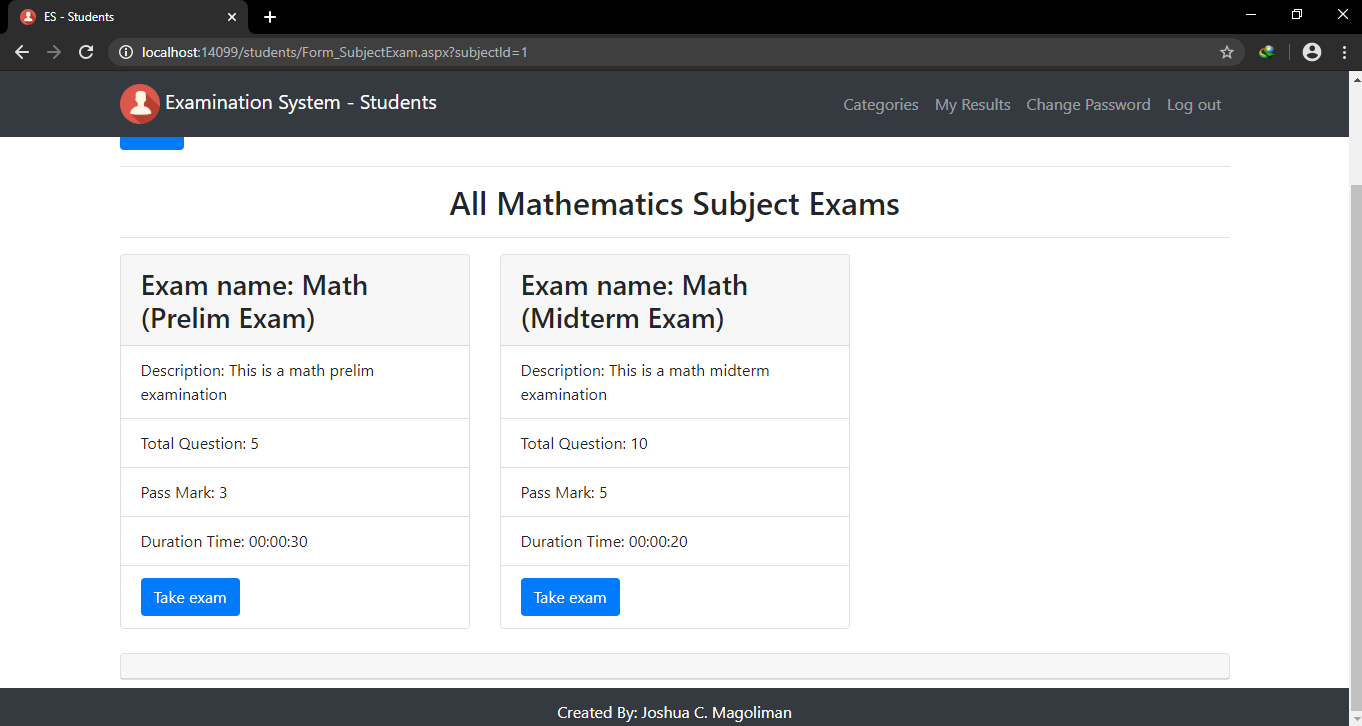 ES - Students
localhost:14099/students/Form_SubjectExam.aspx?subjectId=1
Examination System - Students
Categories My Results Change Password Log out
All Mathematics Subject Exams
Exam name: Math
(Prelim Exam)
Description: This is a math prelim
examination
Total Question: 5
Pass Mark: 3
Duration Time: 00:00:30
Take exam
Exam name: Math
(Midterm Exam)
Description: This is a math midterm
examination
Total Question: 10
Pass Mark: 5
Duration Time: 00:00:20
Take exam
Created By: Joshua C. Magoliman